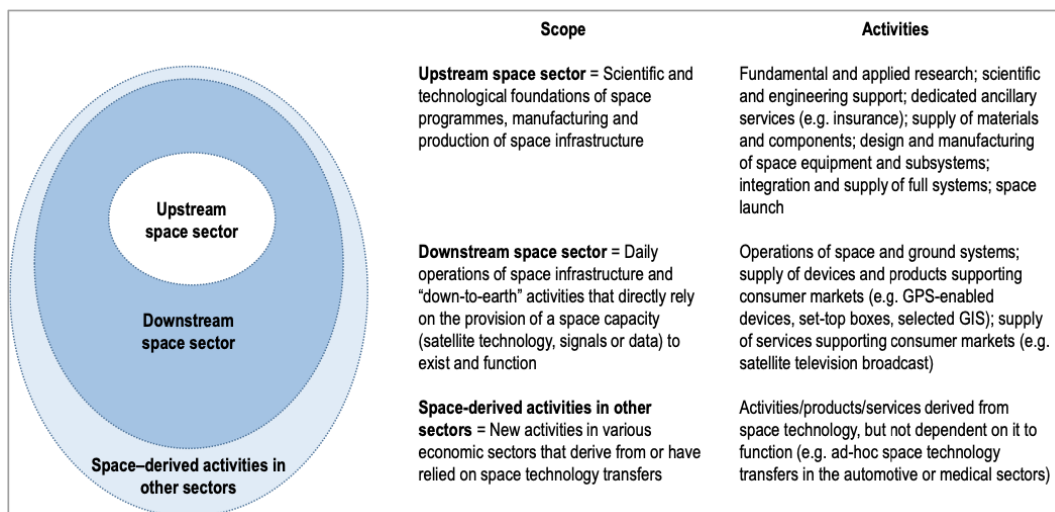 Scope
Activities
Upstream
space sector
Downstream
space sector
Space–derived activities in
other sectors
Upstream space sector = Scientific and
technological foundations of space
programmes, manufacturing and
production of space infrastructure
Fundamental and applied research; scientific
and engineering support; dedicated ancillary
services (e.g. insurance); supply of materials
and components; design and manufacturing
of space equipment and subsystems;
integration and supply of full systems; space
launch
Downstream space sector = Daily
operations of space infrastructure and
“down-to-earth” activities that directly rely
on the provision of a space capacity
(satellite technology, signals or data) to
exist and function
Operations of space and ground systems;
supply of devices and products supporting
consumer markets (e.g. GPS-enabled
devices, set-top boxes, selected GIS); supply
of services supporting consumer markets (e.g.
satellite television broadcast)
Space-derived activities in other
sectors = New activities in various
economic sectors that derive from or have
relied on space technology transfers
Activities/products/services derived from
space technology, but not dependent on it to
function (e.g. ad-hoc space technology
transfers in the automotive or medical sectors)